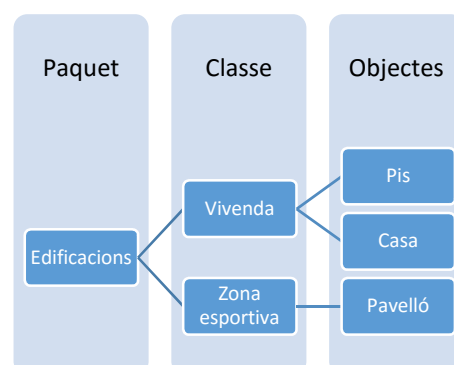 Paquet
Classe
Objectes
Edificacions
Vivenda
Zona
esportiva
Pis
Casa
Pavelló